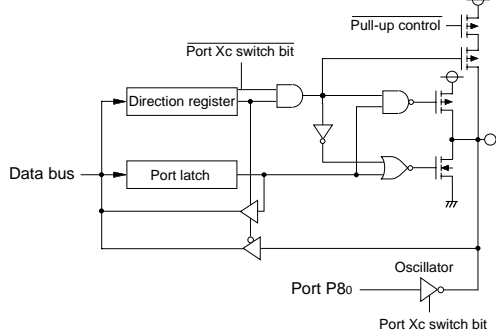 Pull-up control
Port Xc switch bit
Direction register
Data bus
Port latch
Oscillator
Port P80
Port Xc switch bit